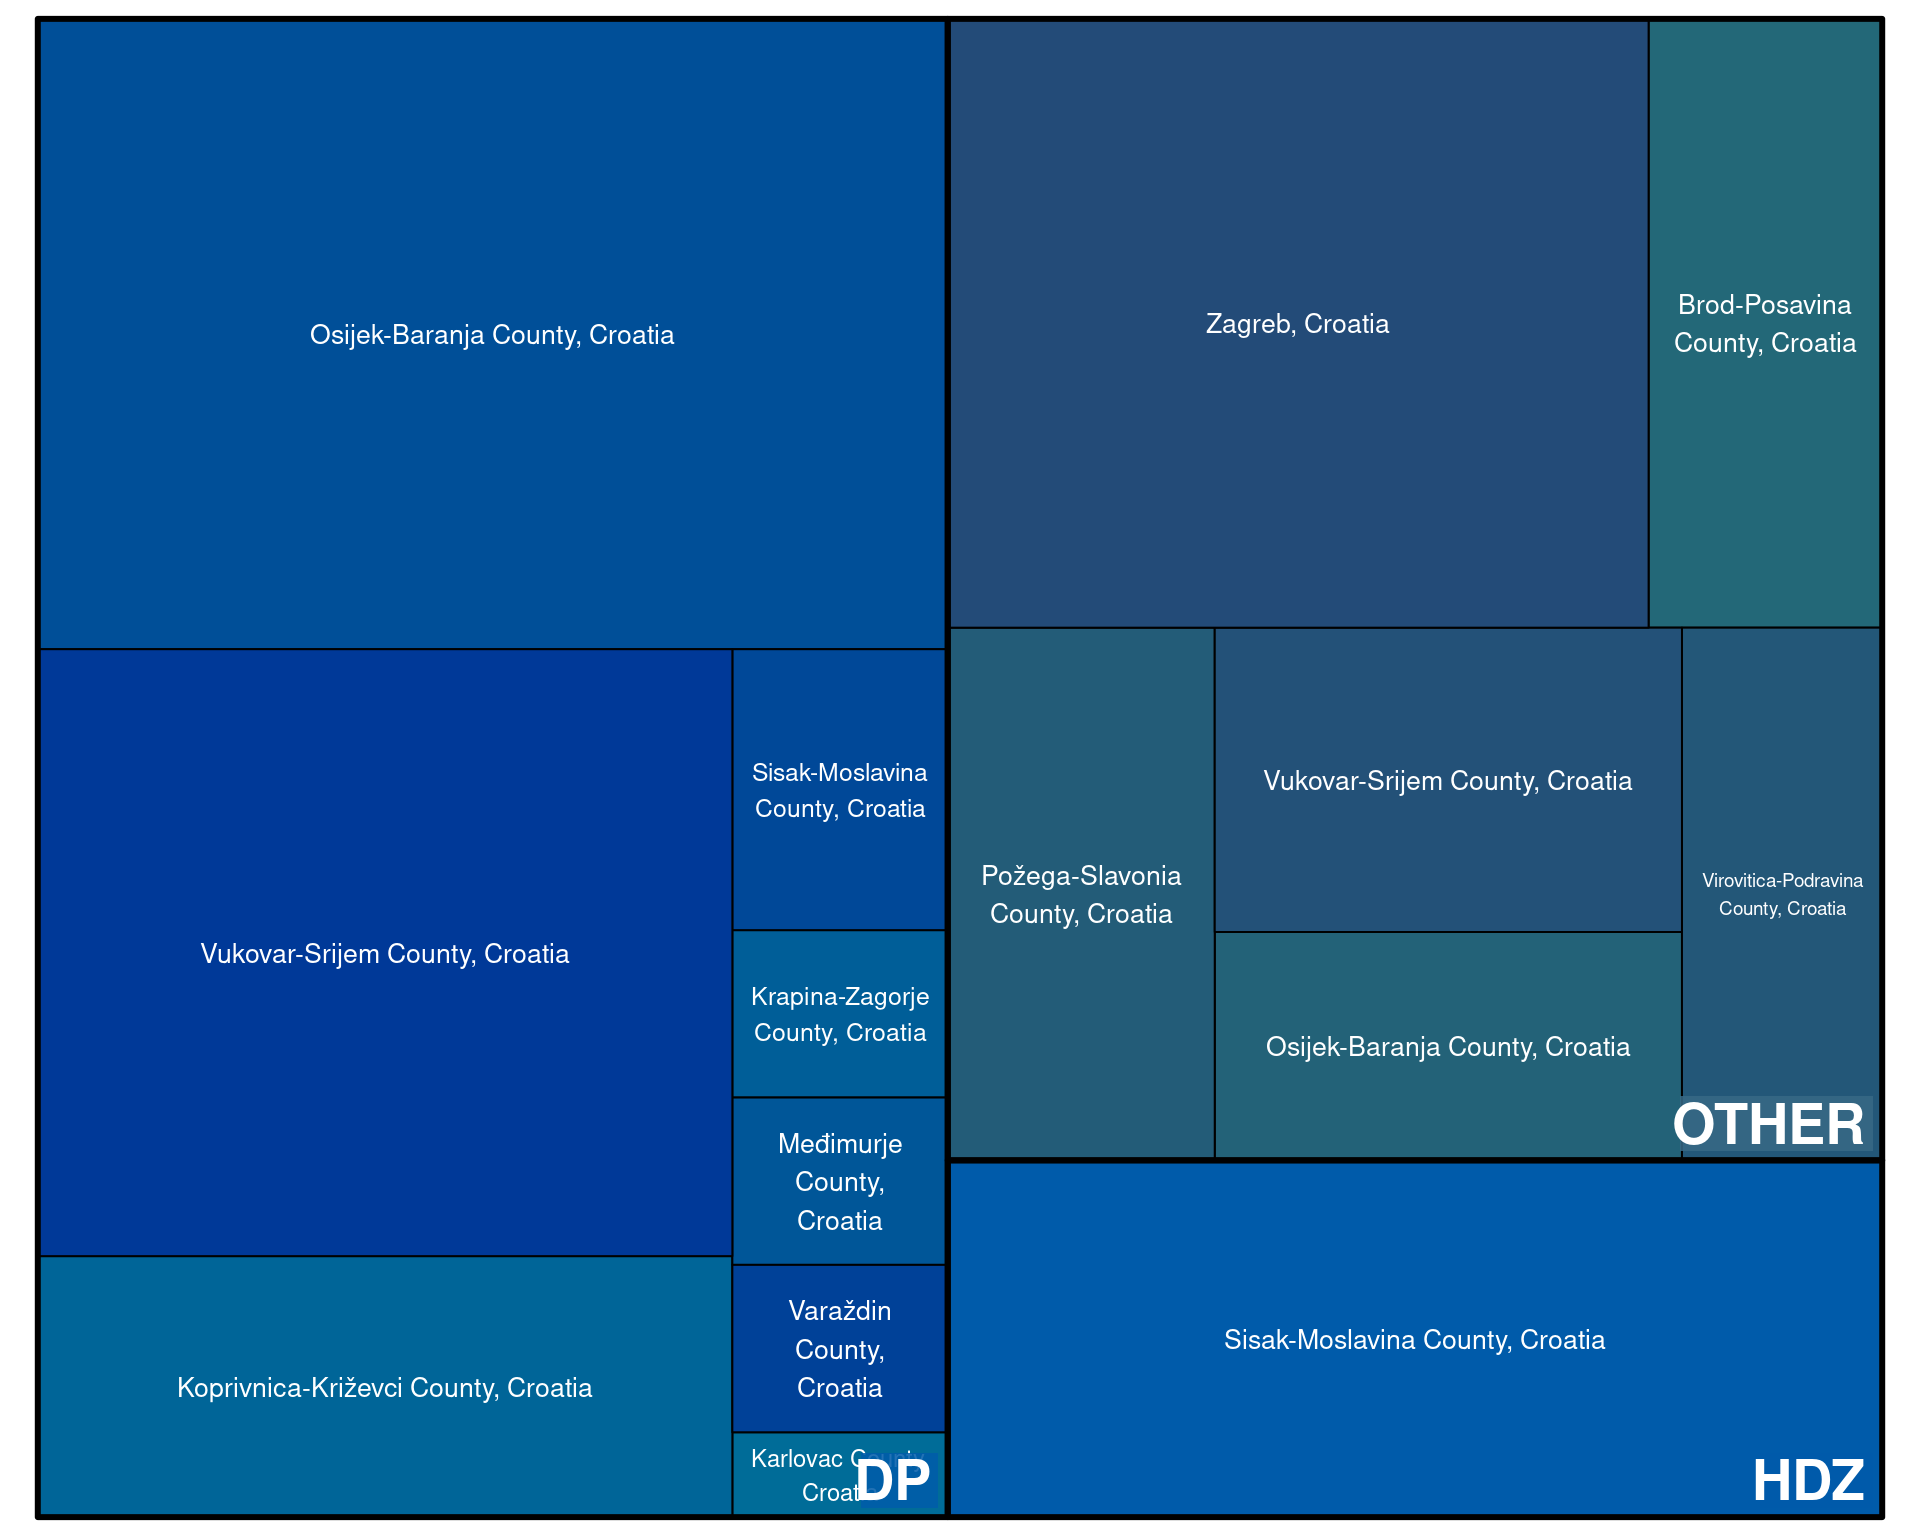 Osijek-Baranja County, Croatia
Vukovar-Srijem County, Croatia
Sisak-Moslavina
County, Croatia
Krapina-Zagorje
County, Croatia
Međimurje
County,
Croatia
Varaždin
County,
Croatia
Koprivnica-Križevci County, Croatia
Karlovac County,
Croatia
DP
Zagreb, Croatia
Brod-Posavina
County, Croatia
Požega-Slavonia
County, Croatia
Vukovar-Srijem County, Croatia
Osijek-Baranja County, Croatia
Virovitica-Podravina
County, Croatia
OTHER
Sisak-Moslavina County, Croatia
HDZ